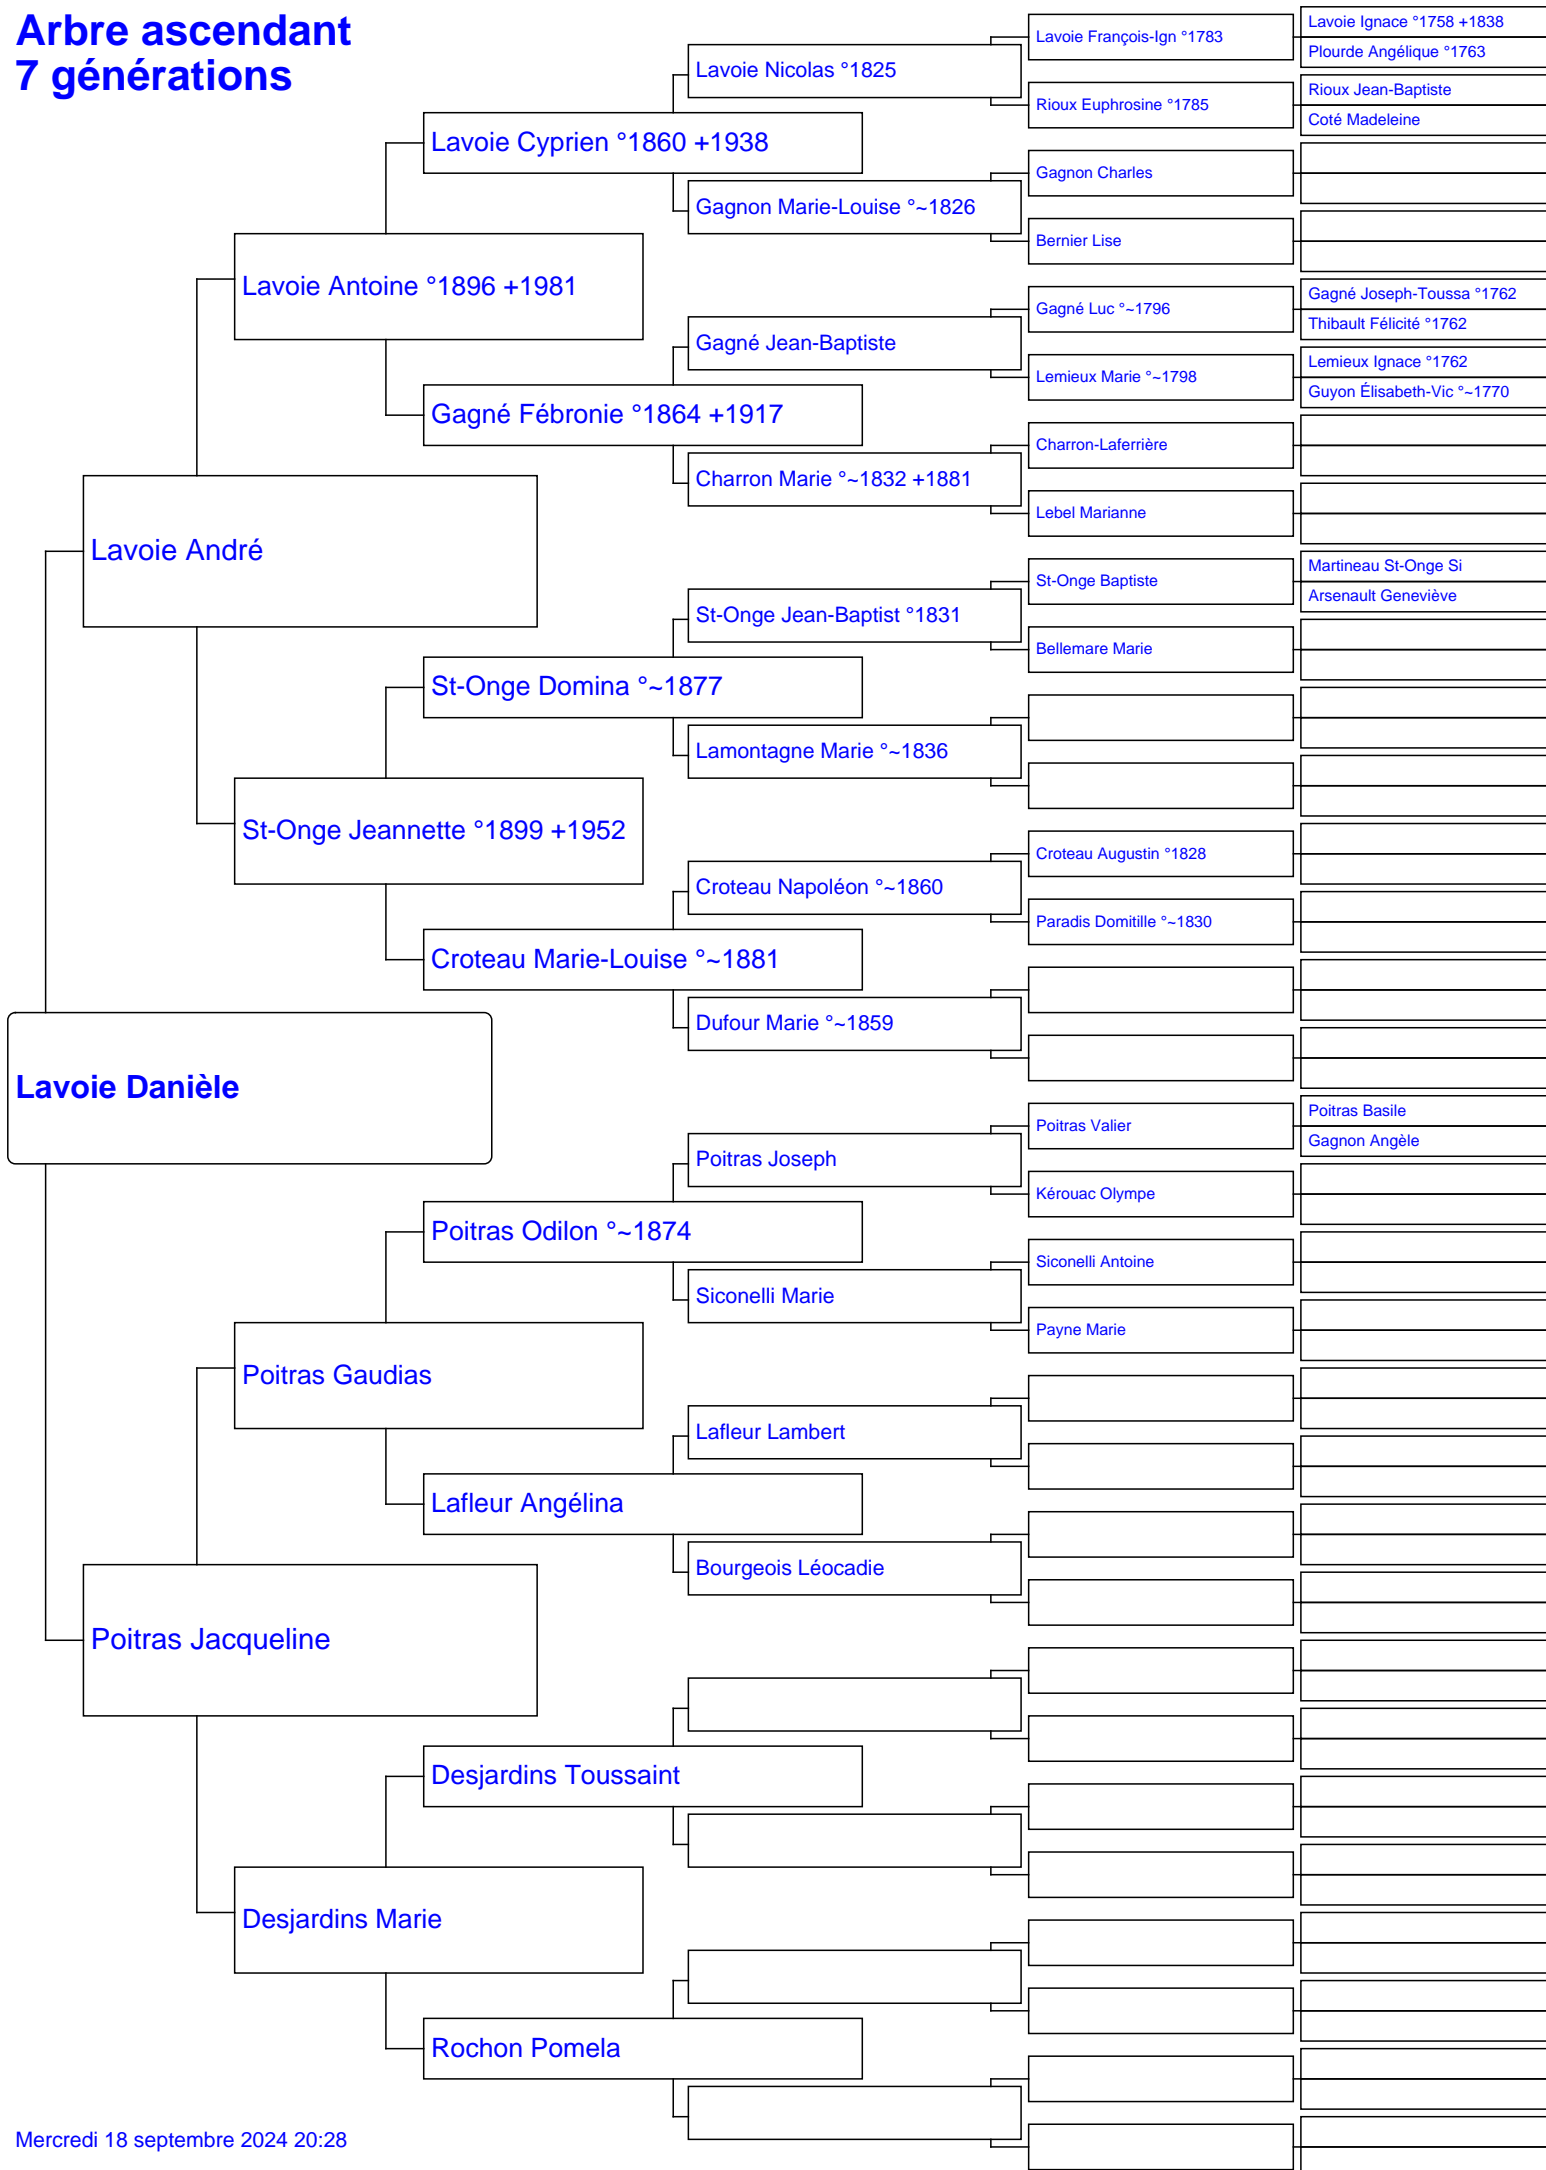 Arbre ascendant
7 générations
Lavoie Danièle
Lavoie André
Poitras Jacqueline
Lavoie Antoine °1896 +1981
St-Onge Jeannette °1899 +1952
Poitras Gaudias
Desjardins Marie
Lavoie Cyprien °1860 +1938
Gagné Fébronie °1864 +1917
St-Onge Domina °~1877
Croteau Marie-Louise °~1881
Poitras Odilon °~1874
Lafleur Angélina
Desjardins Toussaint
Rochon Pomela
Lavoie Nicolas °1825
Gagnon Marie-Louise °~1826
Gagné Jean-Baptiste
Charron Marie °~1832 +1881
St-Onge Jean-Baptist °1831
Lamontagne Marie °~1836
Croteau Napoléon °~1860
Dufour Marie °~1859
Poitras Joseph
Siconelli Marie
Lafleur Lambert
Bourgeois Léocadie
Lavoie François-Ign °1783
Rioux Euphrosine °1785
Gagnon Charles
Bernier Lise
Gagné Luc °~1796
Lemieux Marie °~1798
Charron-Laferrière
Lebel Marianne
St-Onge Baptiste
Bellemare Marie
Croteau Augustin °1828
Paradis Domitille °~1830
Poitras Valier
Kérouac Olympe
Siconelli Antoine
Payne Marie
Lavoie Ignace °1758 +1838
Plourde Angélique °1763
Rioux Jean-Baptiste
Coté Madeleine
Gagné Joseph-Toussa °1762
Thibault Félicité °1762
Lemieux Ignace °1762
Guyon Élisabeth-Vic °~1770
Martineau St-Onge Si
Arsenault Geneviève
Poitras Basile
Gagnon Angèle
Mercredi 18 septembre 2024 20:28